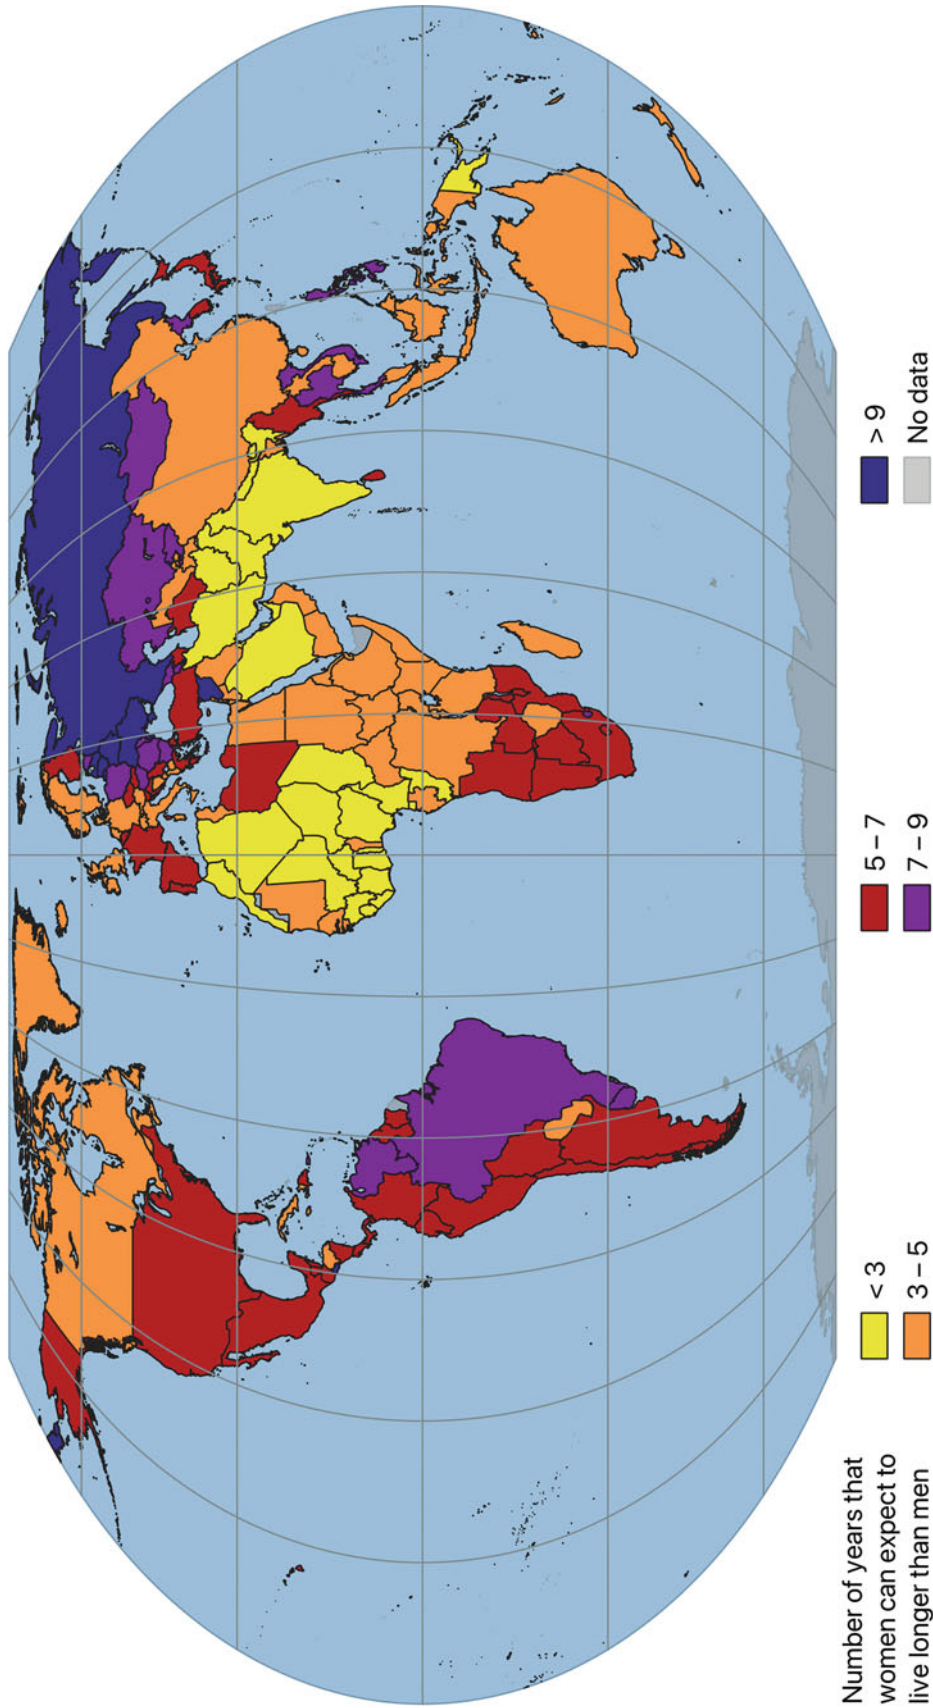 Number of years that
women can expect to
live longer than men
< 3
3 – 5
5 – 7
7 – 9
> 9
No data